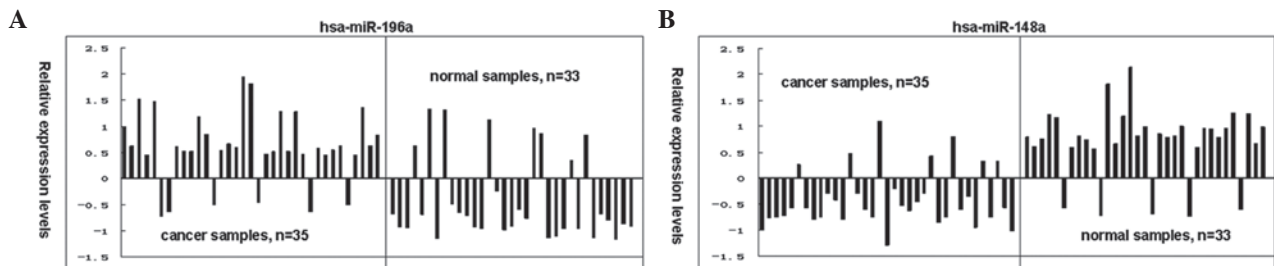 A
hsa-miR-196a
Relative expression levels
2.5
2
1.5
1
0.5
0
-0.5
-1
-1.5
normal samples, n=33
cancer samples, n=35
B
hsa-miR-148a
Relative expression levels
2.5
2
1.5
1
0.5
0
-0.5
-1
-1.5
cancer samples, n=35
normal samples, n=33